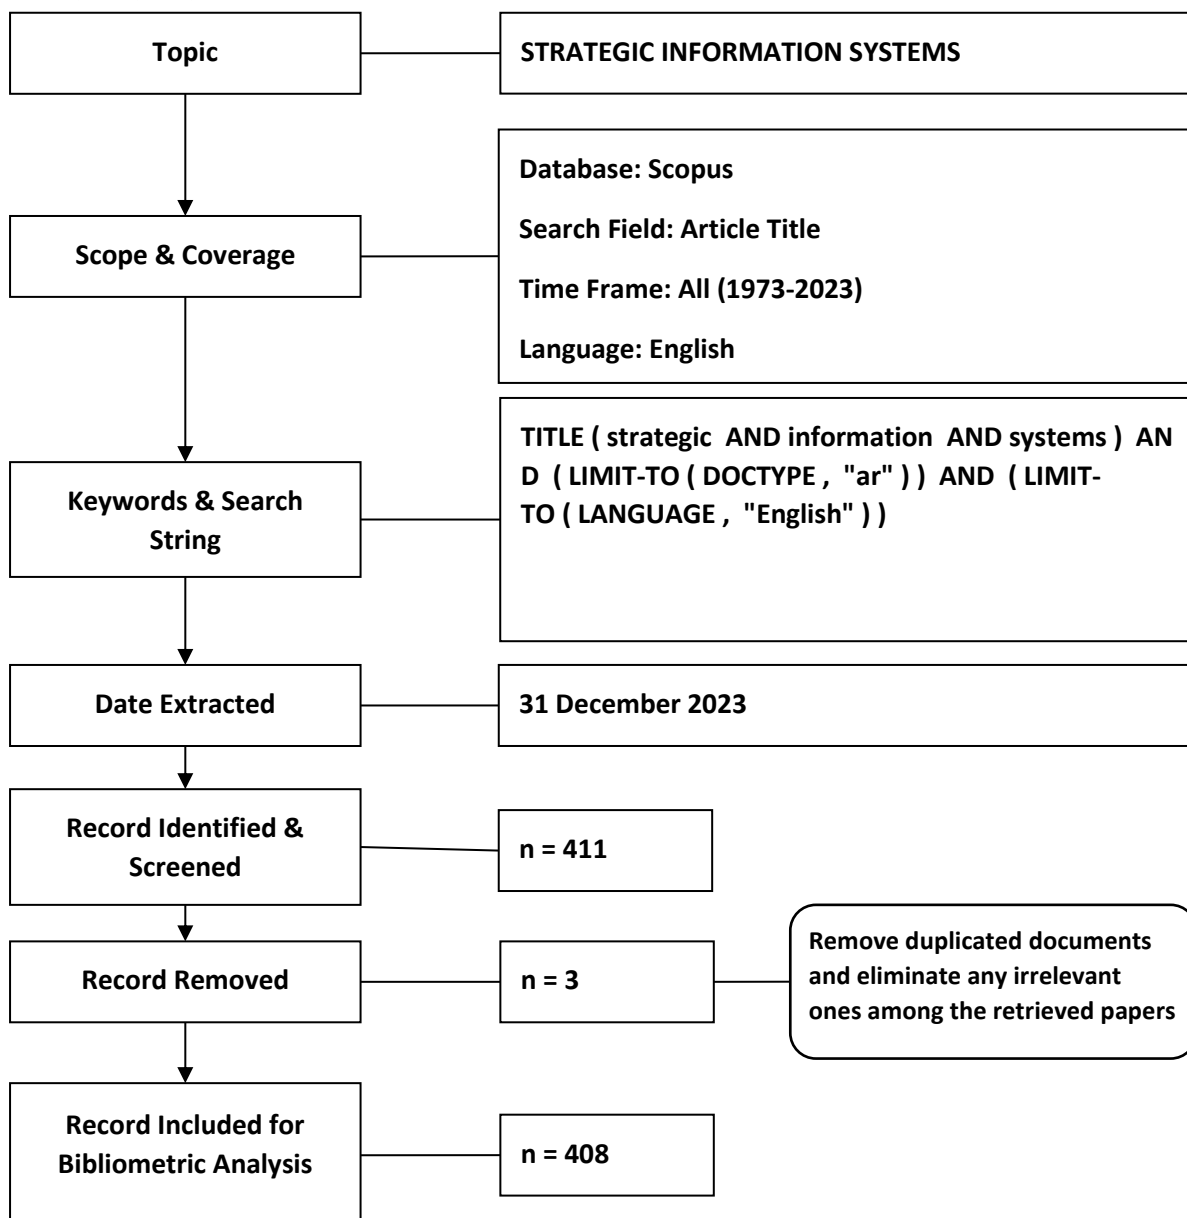 Topic
STRATEGIC INFORMATION SYSTEMS
Scope & Coverage
Database: Scopus
Search Field: Article Title
Time Frame: All (1973-2023)
Language: English
Keywords & Search
String
TITLE ( strategic AND information AND systems ) AN
D ( LIMIT-TO ( DOCTYPE , "ar" ) ) AND ( LIMIT-
TO ( LANGUAGE , "English" ) )
Date Extracted
31 December 2023
Record Identified &
Screened
n = 411
Record Removed
n = 3
Remove duplicated documents
and eliminate any irrelevant
ones among the retrieved papers
Record Included for
Bibliometric Analysis
n = 408